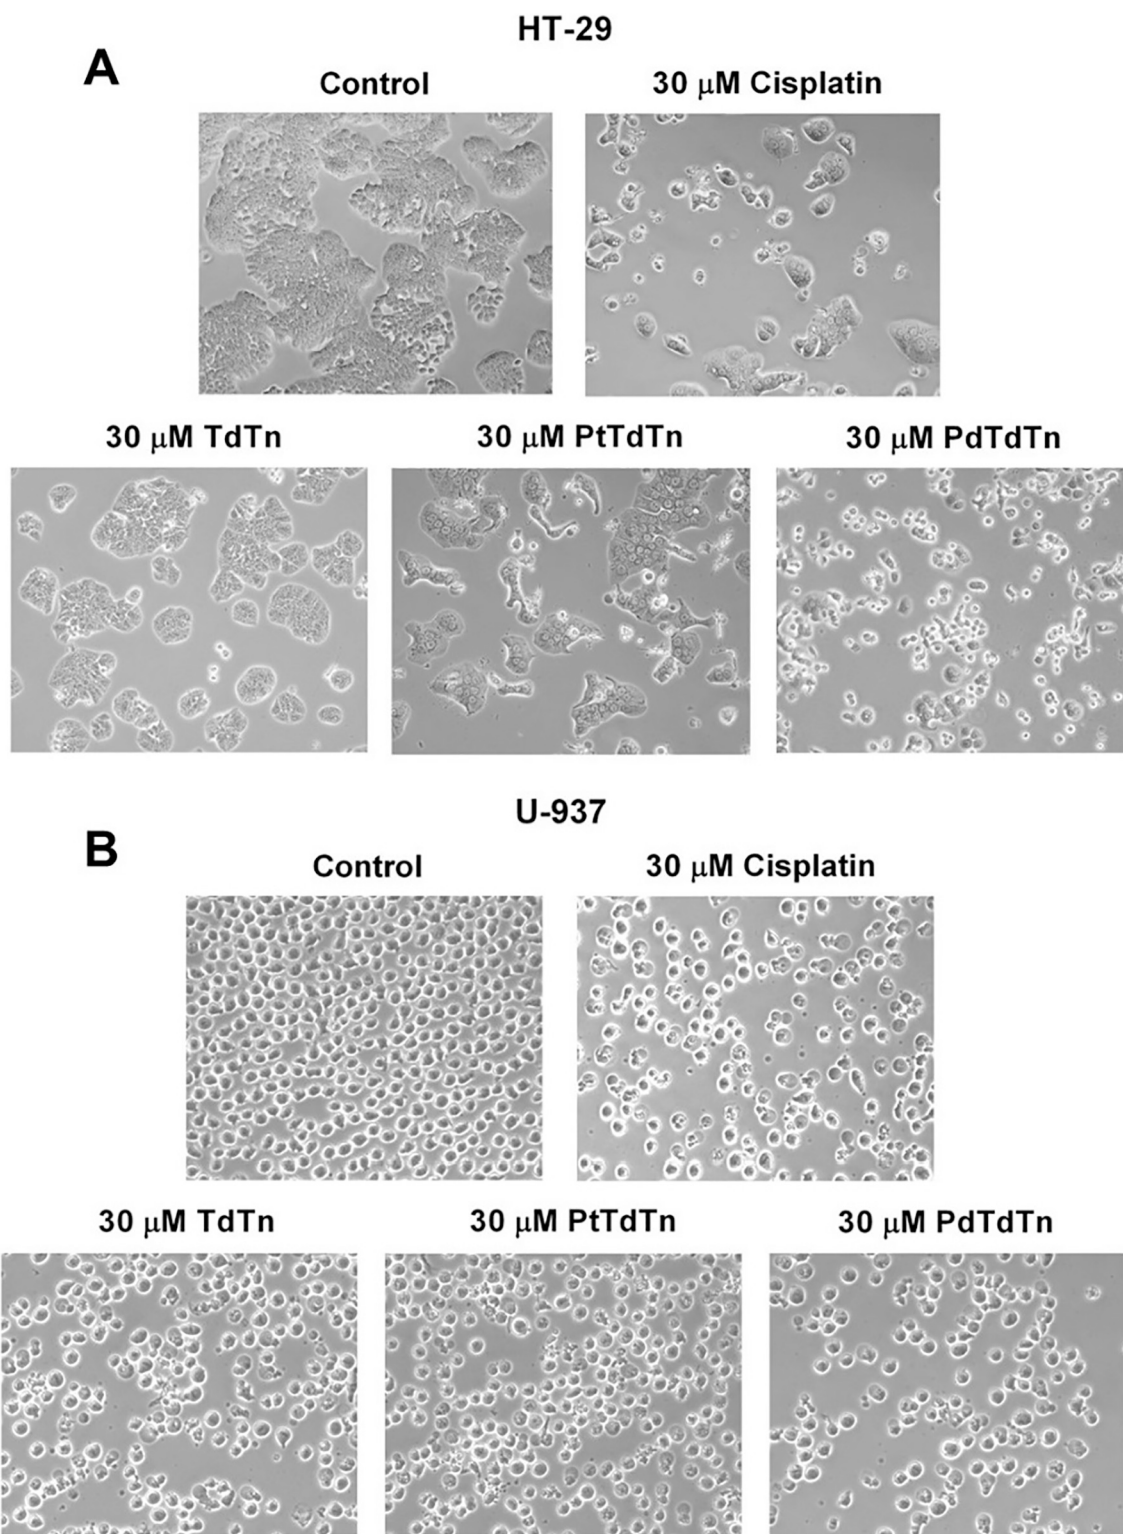 HT-29
A
Control
30 μM Cisplatin
30 μM TdTn
30 μM PtTdTn
30 μM PdTdTn
U-937
B
Control
30 μM Cisplatin
30 μM TdTn
30 μM PtTdTn
30 μM PdTdTn